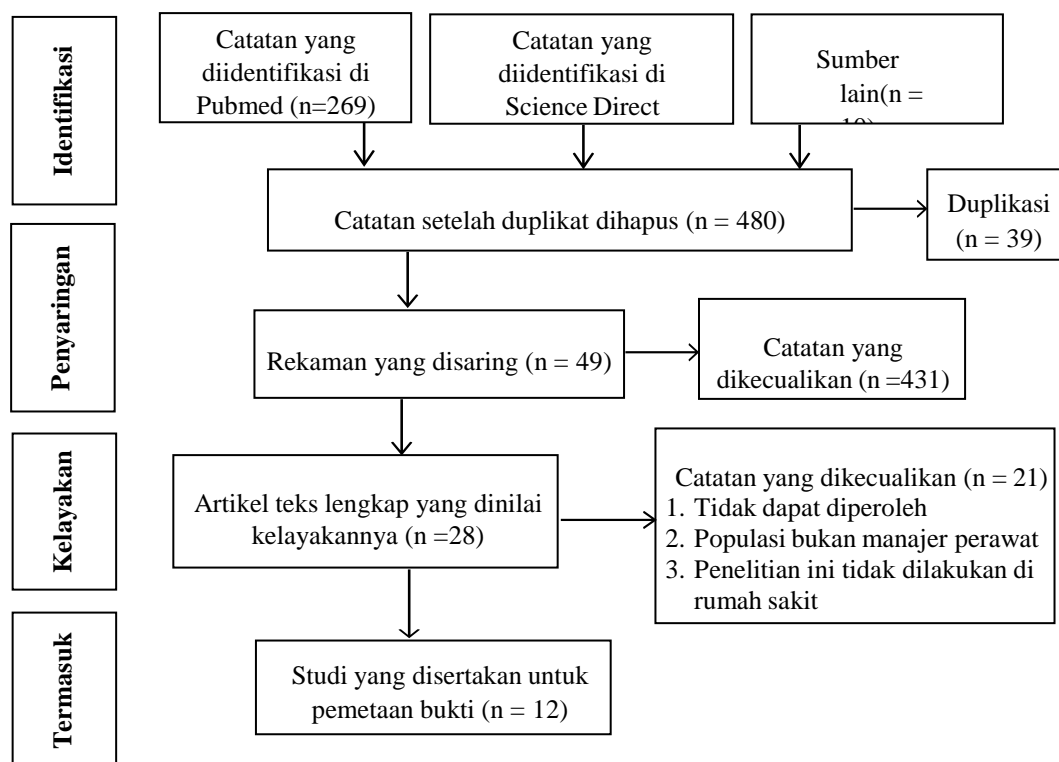 Identifikasi
Catatan yang
diidentifikasi di
Pubmed (n=269)
Catatan yang
diidentifikasi di
Science Direct
Sumber
lain(n =
Catatan setelah duplikat dihapus (n = 480)
Duplikasi
(n = 39)
Penyaringan
Rekaman yang disaring (n = 49)
Catatan yang
dikecualikan (n =431)
Kelayakan
Artikel teks lengkap yang dinilai
kelayakannya (n =28)
Catatan yang dikecualikan (n = 21)
1. Tidak dapat diperoleh
2. Populasi bukan manajer perawat
3. Penelitian ini tidak dilakukan di
rumah sakit
Termasuk
Studi yang disertakan untuk
pemetaan bukti (n = 12)